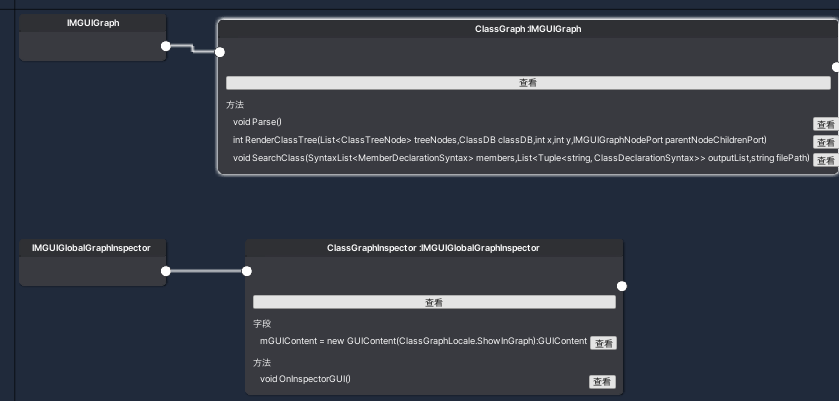 IMGUIGraph
ClassGraph :IMGUIGraph
查看
方法
void Parse()
查看
int RenderClassTree(List<ClassTreeNode> treeNodes,ClassDB classDB,int x,int y,IMGUIGraphNodePort parentNodeChildrenPort)
查看
void SearchClass(SyntaxList<MemberDeclarationSyntax> members,List<Tuple<string, ClassDeclarationSyntax>> outputList,string filePath)
查看
IMGUIGlobalGraphInspector
ClassGraphInspector :IMGUIGlobalGraphInspector
查看
字段
mGUIContent = new GUIContent(ClassGraphLocale.ShowInGraph):GUIContent
查看
方法
void OnInspectorGUI()
查看